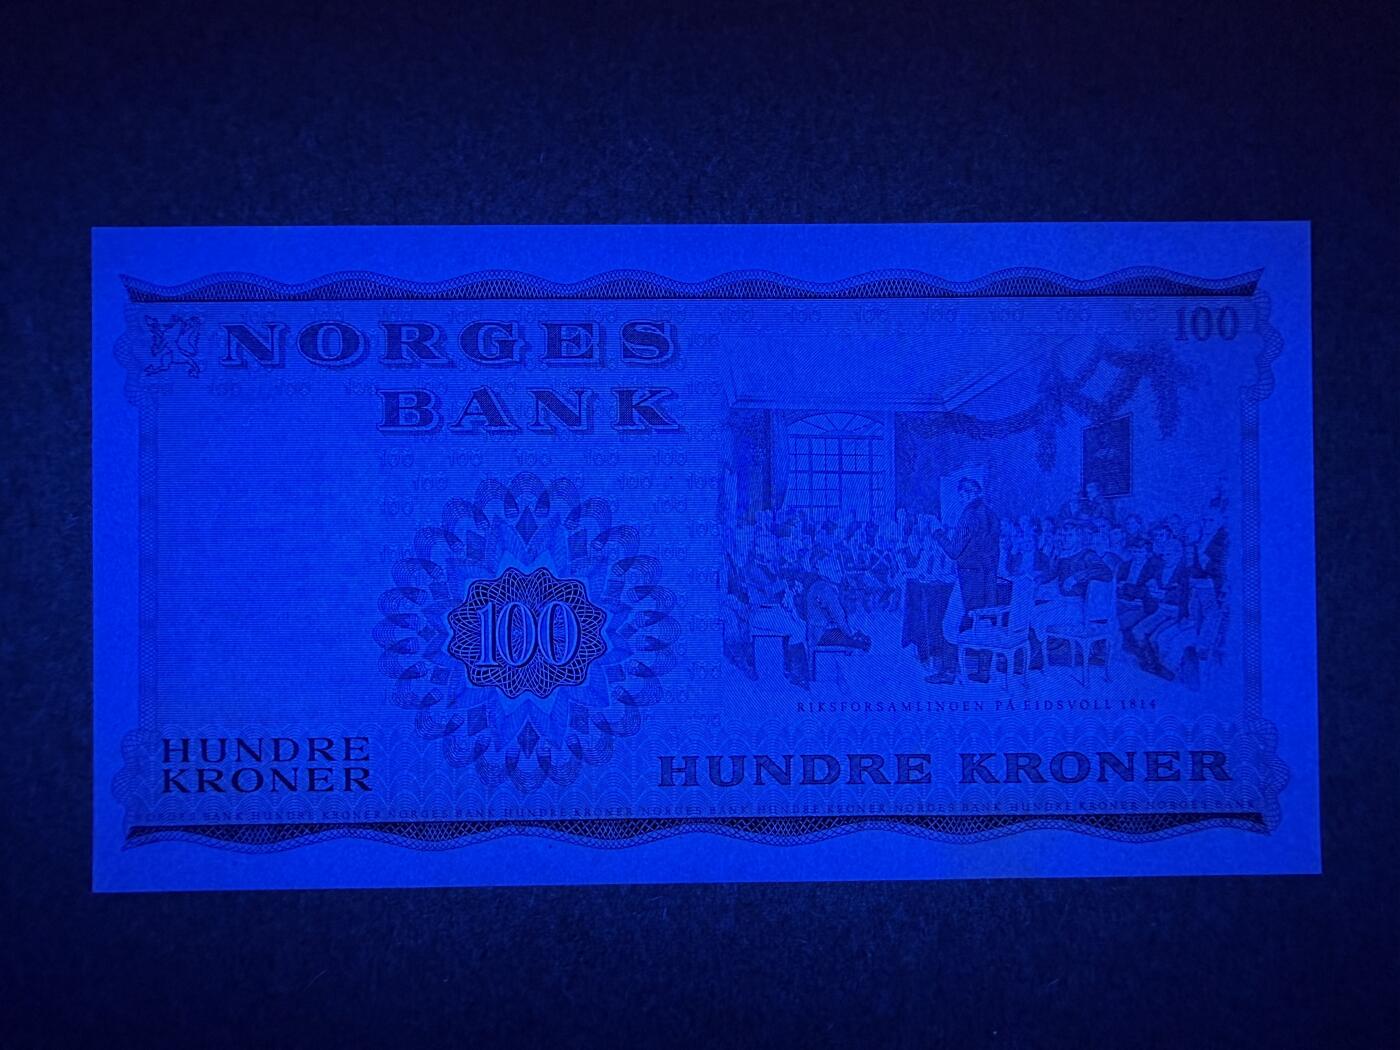 NORGES
BANK
100
100
RIKSFORSAMLINGEN PÅ EIDSVOLL 1814
HUNDRE
KRONER
HUNDRE KRONER
NORGES BANK HUNDRE KRONER NORGES BANK HUNDRE KRONER NORGES BANK HUNDRE KRONER NORGES BANK HUNDRE KRONER NORGES BANK